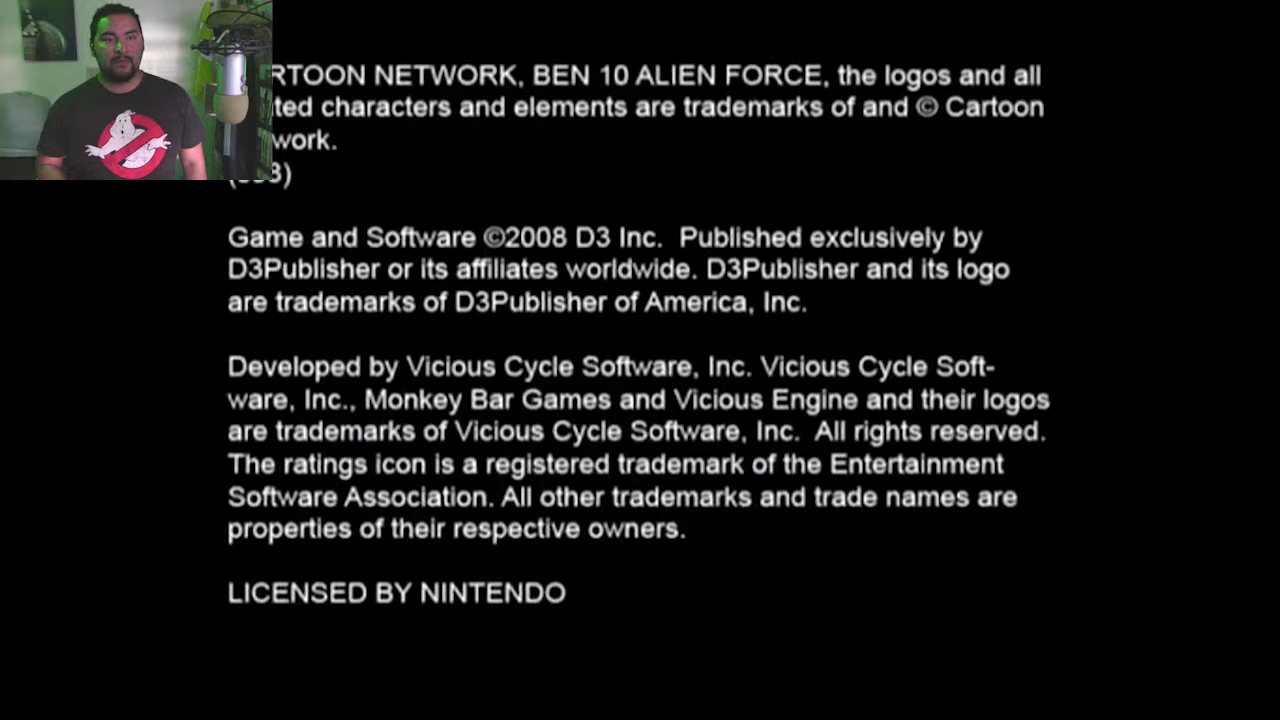 RTOON NETWORK, BEN 10 ALIEN FORCE, the logos and all
ted characters and elements are trademarks of and © Cartoon
work.
Game and Software ©2008 D3 Inc. Published exclusively by
D3Publisher or its affiliates worldwide. D3Publisher and its logo
are trademarks of D3Publisher of America, Inc.
Developed by Vicious Cycle Software, Inc. Vicious Cycle Soft-
ware, Inc., Monkey Bar Games and Vicious Engine and their logos
are trademarks of Vicious Cycle Software, Inc. All rights reserved.
The ratings icon is a registered trademark of the Entertainment
Software Association. All other trademarks and trade names are
properties of their respective owners.
LICENSED BY NINTENDO